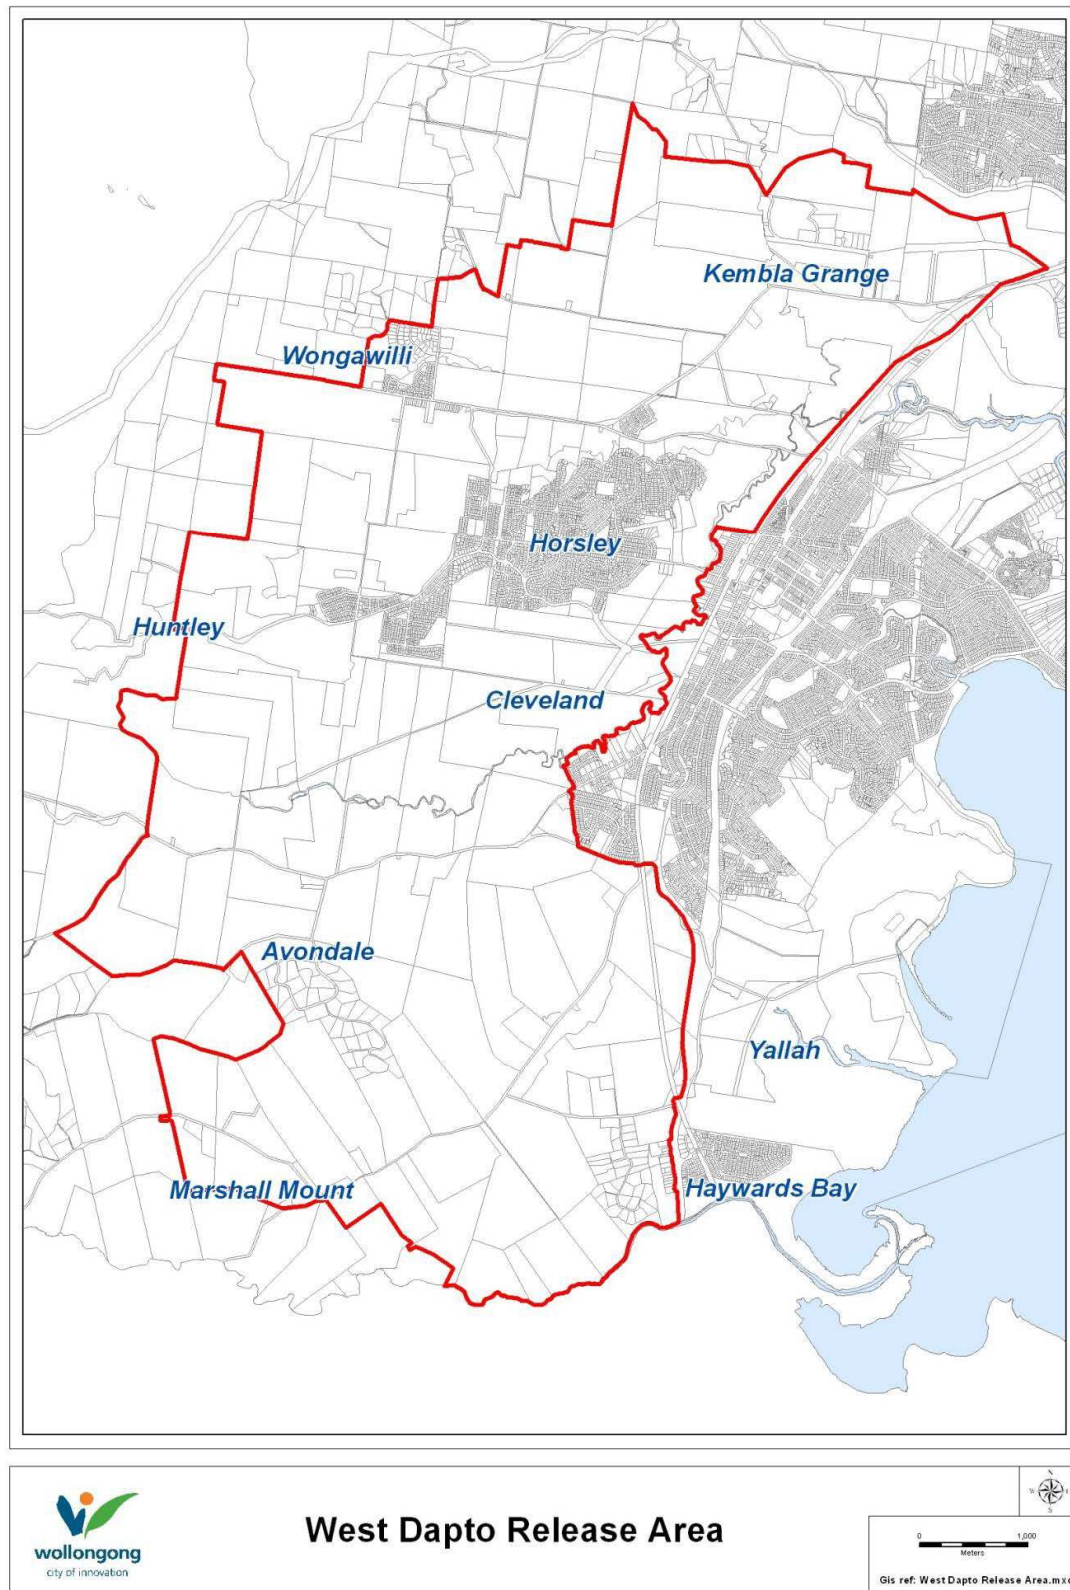 Kembla Grange
Wongawilli
Horsley
Huntley
Cleveland
Avondale
Yallah
Marshall Mount
Haywards Bay
wollongong
city of innovation
West Dapto Release Area
N
W
S
0 1,000
Meters
Gis ref: West Dapto Release Area.mx